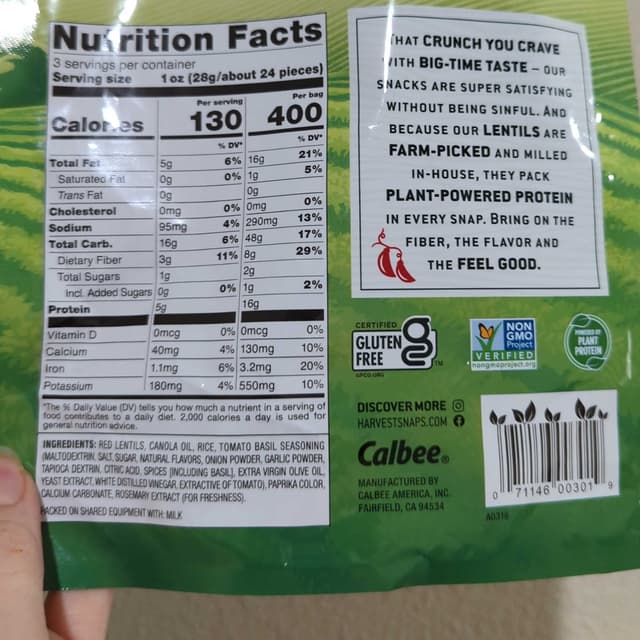 Nutrition Facts
3 servings per container
Serving size 1 oz (28g/about 24 pieces)
Per serving Per bag
Calories 130 400
% DV* % DV*
Total Fat 5g 6% 16g 21%
Saturated Fat 0g 0% 1g 5%
Trans Fat 0g 0g
Cholesterol 0mg 0% 0mg 0%
Sodium 95mg 4% 290mg 13%
Total Carb. 16g 6% 48g 17%
Dietary Fiber 3g 11% 8g 29%
Total Sugars 1g 2g
Incl. Added Sugars 0g 0% 1g 2%
Protein 5g 16g
Vitamin D 0mcg 0% 0mcg 0%
Calcium 40mg 4% 130mg 10%
Iron 1.1mg 6% 3.2mg 20%
Potassium 180mg 4% 550mg 10%
*The % Daily Value (DV) tells you how much a nutrient in a serving of
food contributes to a daily diet. 2,000 calories a day is used for
general nutrition advice.
INGREDIENTS: RED LENTILS, CANOLA OIL, RICE, TOMATO BASIL SEASONING
(MALTODEXTRIN, SALT, SUGAR, NATURAL FLAVORS, ONION POWDER, GARLIC POWDER,
TAPIOCA DEXTRIN, CITRIC ACID, SPICES [INCLUDING BASIL], EXTRA VIRGIN OLIVE OIL,
YEAST EXTRACT, WHITE DISTILLED VINEGAR, EXTRACTIVE OF TOMATO), PAPRIKA COLOR,
CALCIUM CARBONATE, ROSEMARY EXTRACT (FOR FRESHNESS).
PACKED ON SHARED EQUIPMENT WITH: MILK
THAT CRUNCH YOU CRAVE
WITH BIG-TIME TASTE – OUR
SNACKS ARE SUPER SATISFYING
WITHOUT BEING SINFUL. AND
BECAUSE OUR LENTILS ARE
FARM-PICKED AND MILLED
IN-HOUSE, THEY PACK
PLANT-POWERED PROTEIN
IN EVERY SNAP. BRING ON THE
FIBER, THE FLAVOR AND
THE FEEL GOOD.
CERTIFIED
GLUTEN
FREE
TM
GFCO.ORG
NON
GMO
Project
VERIFIED
nongmoproject.org
POWERED BY
PLANT
PROTEIN
DISCOVER MORE
HARVESTSNAPS.COM
Calbee®
MANUFACTURED BY
CALBEE AMERICA, INC.
FAIRFIELD, CA 94534
0 71146 00301 9
A0316